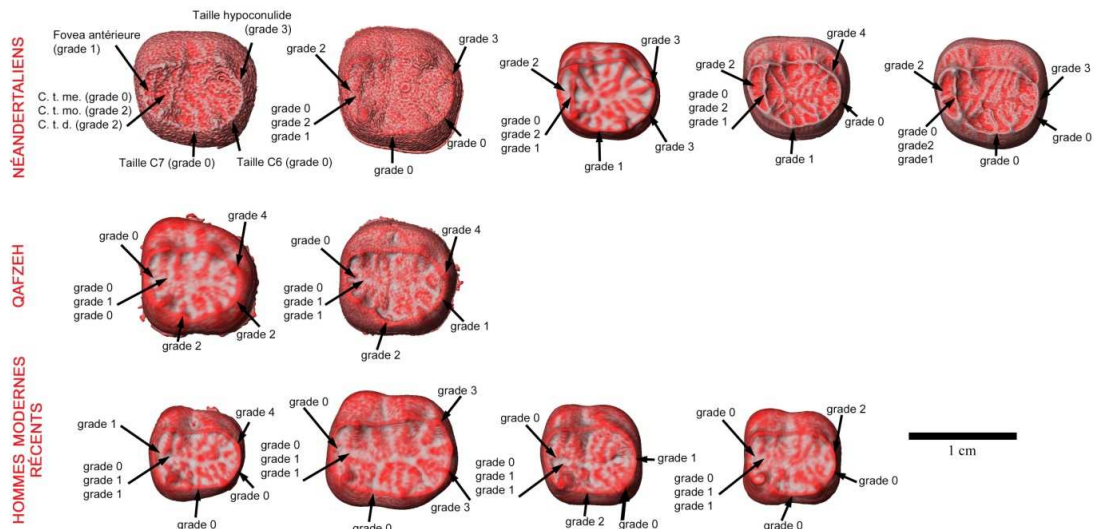 NÉANDERTALIENS
Taille hypoconulide
(grade 3)
Fovea antérieure
(grade 1)
C. t. me. (grade 0)
C. t. mo. (grade 2)
C. t. d. (grade 2)
Taille C7 (grade 0)
Taille C6 (grade 0)
grade 2
grade 3
grade 0
grade 2
grade 1
grade 0
grade 0
grade 2
grade 3
grade 0
grade 2
grade 1
grade 1
grade 3
grade 2
grade 4
grade 0
grade 2
grade 1
grade 0
grade 1
grade 2
grade 3
grade 0
grade2
grade1
grade 0
grade 0
QAFZEH
grade 0
grade 4
grade 0
grade 1
grade 0
grade 2
grade 2
grade 0
grade 4
grade 0
grade 1
grade 1
grade 1
grade 2
HOMMES MODERNES
RÉCENTS
grade 1
grade 4
grade 0
grade 1
grade 1
grade 0
grade 0
grade 0
grade 3
grade 0
grade 1
grade 1
grade 0
grade 3
grade 0
grade 1
grade 0
grade 1
grade 1
grade 2
grade 0
grade 0
grade 2
grade 0
grade 1
grade 1
grade 0
grade 0
1 cm